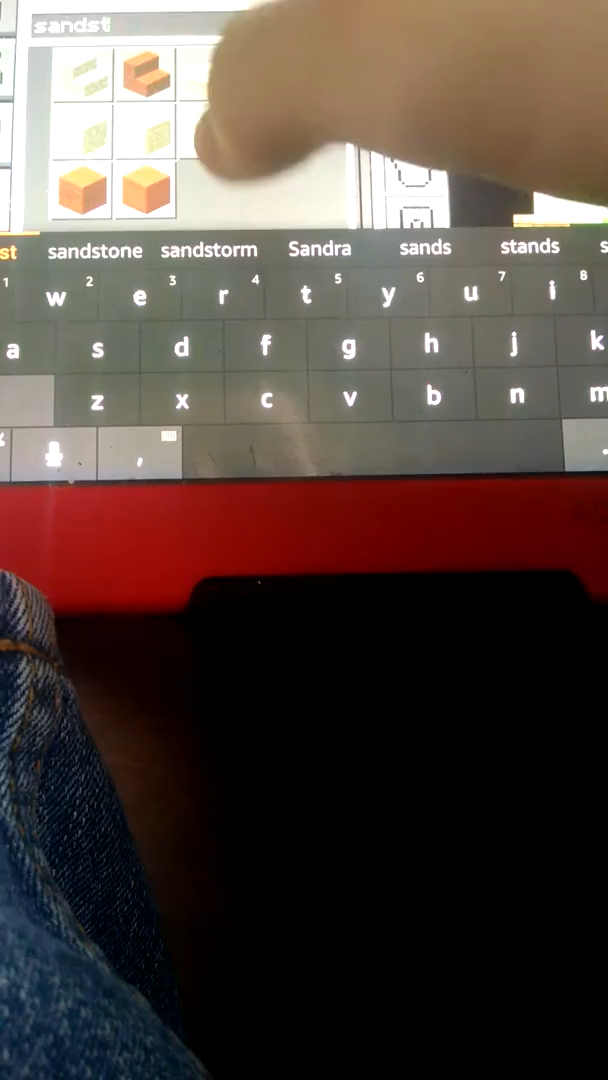 sandst
st sandstone sandstorm Sandra sands stands s
1 2 3 4 5 6 7 8
w e r t y u i
a s d f g h j k
z x c v b n m
, .